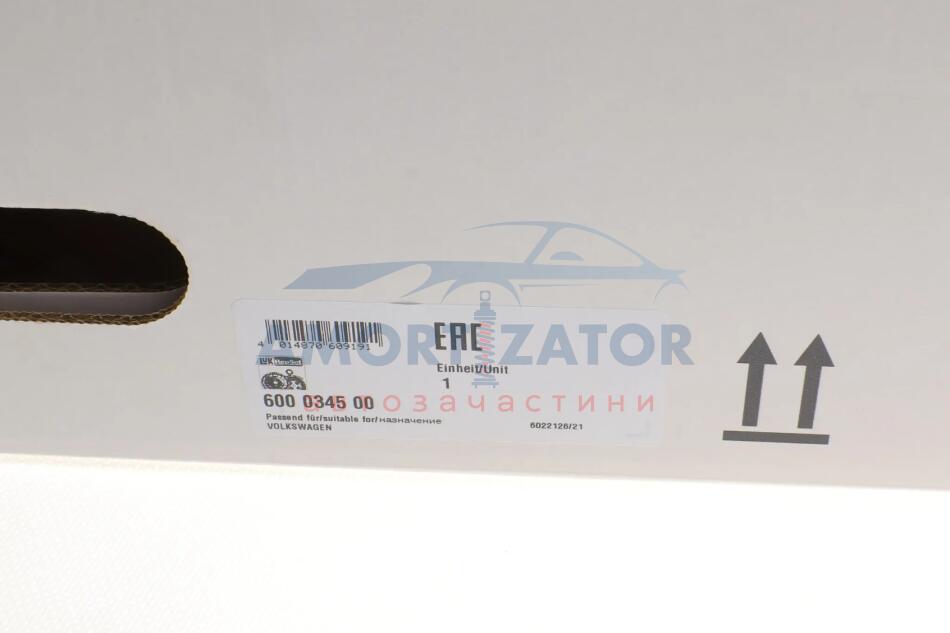 4 014870 609191
EAC
AMORTIZATOR
LuK RepSet
Einheit/Unit
1
600 0345 00
автозачастини
Passend für/suitable for/назначение
VOLKSWAGEN
6022126/21